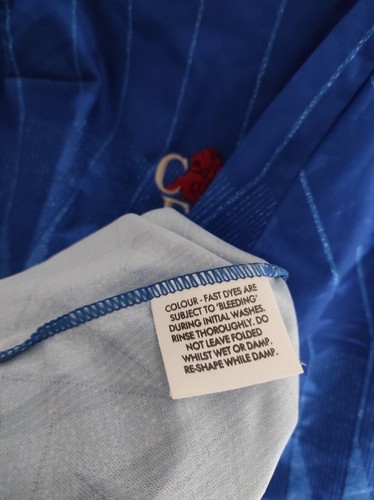 C
F
COLOUR - FAST DYES ARE
SUBJECT TO 'BLEEDING'
DURING INITIAL WASHES.
RINSE THOROUGHLY. DO
NOT LEAVE FOLDED
WHILST WET OR DAMP.
RE-SHAPE WHILE DAMP.